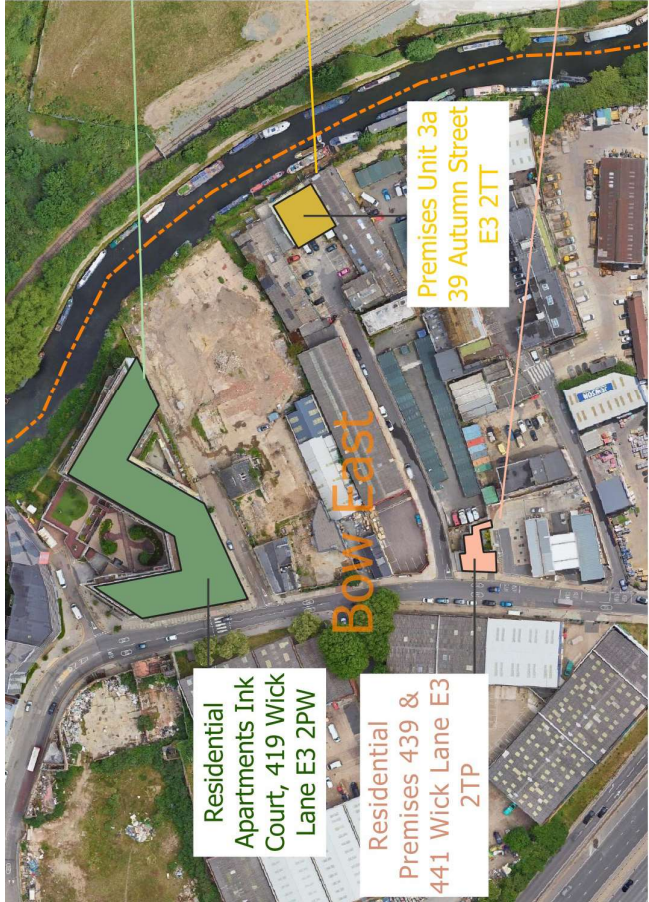 Premises Unit 3a
39 Autumn Street
E3 2TT
Bow East
Residential
Apartments Ink
Court, 419 Wick
Lane E3 2PW
Residential
Premises 439 &
441 Wick Lane E3
2TP